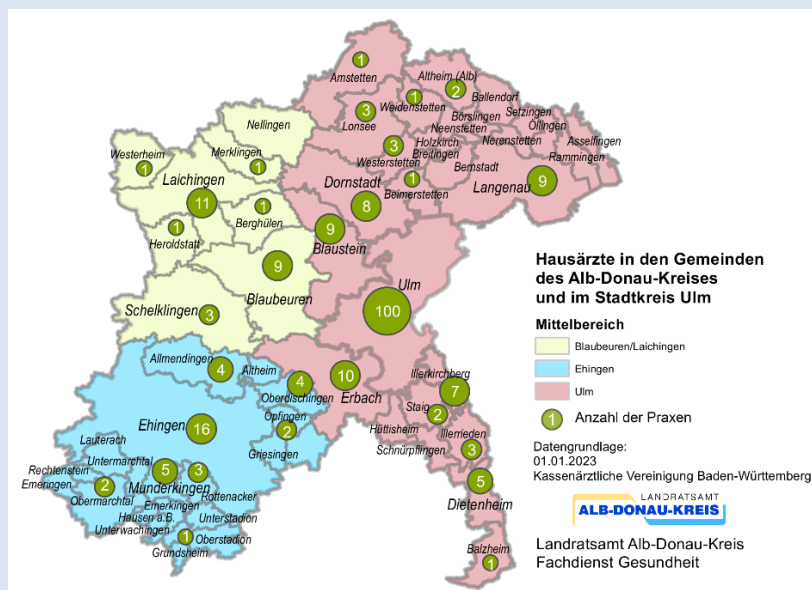 1
Amstetten
Altheim (Alb)
2
1
Weidenstetten
Ballendorf
3
Lonsee
Börslingen
Setzingen
Neenstetten
Öllingen
Nellingen
3
Holzkirch
Nerenstetten
Asselfingen
Westerheim
1
Merklingen
1
Westerstetten
Breitingen
Rammingen
Laichingen
Dornstadt
1
Beimerstetten
Bernstadt
Langenau
9
11
1
Berghülen
8
1
Heroldstatt
9
Blaustein
9
Blaubeuren
Ulm
100
Schelklingen
3
Allmendingen
4
Altheim
4
Oberdischingen
10
Erbach
Illerkirchberg
7
Ehingen
16
Öpfingen
2
Staig
2
Hüttisheim
Illerrieden
3
Schnürpflingen
Griesingen
Lauterach
Untermarchtal
Rechtenstein
Emeringen
2
Obermarchtal
5
3
Munderkingen
Rottenacker
Emerkingen
Hausen a.B.
Unterstadion
Unterwachingen
Oberstadion
1
Grundsheim
5
Dietenheim
Balzheim
1
Hausärzte in den Gemeinden
des Alb-Donau-Kreises
und im Stadtkreis Ulm
Mittelbereich
Blaubeuren/Laichingen
Ehingen
Ulm
1 Anzahl der Praxen
Datengrundlage:
01.01.2023
Kassenärztliche Vereinigung Baden-Württemberg
LANDRATSAMT
ALB-DONAU-KREIS
Landratsamt Alb-Donau-Kreis
Fachdienst Gesundheit